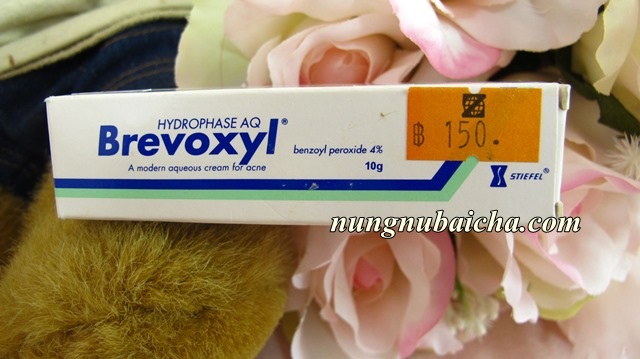 HYDROPHASE AQ
Brevoxyl®
benzoyl peroxide 4%
A modern aqueous cream for acne
10g
฿ 150.
STIEFEL®
nungnubaicha.com